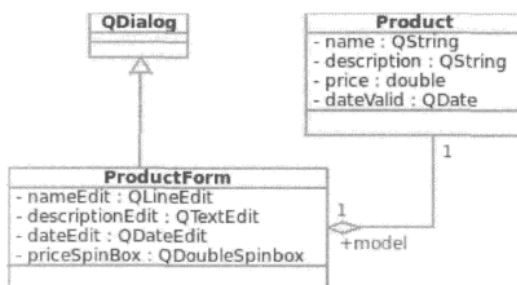 QDialog
Product
- name : QString
- description : QString
- price : double
- dateValid : QDate
1
ProductForm
- nameEdit : QLineEdit
- descriptionEdit : QTextEdit
- dateEdit : QDateEdit
- priceSpinBox : QDoubleSpinbox
1
+model